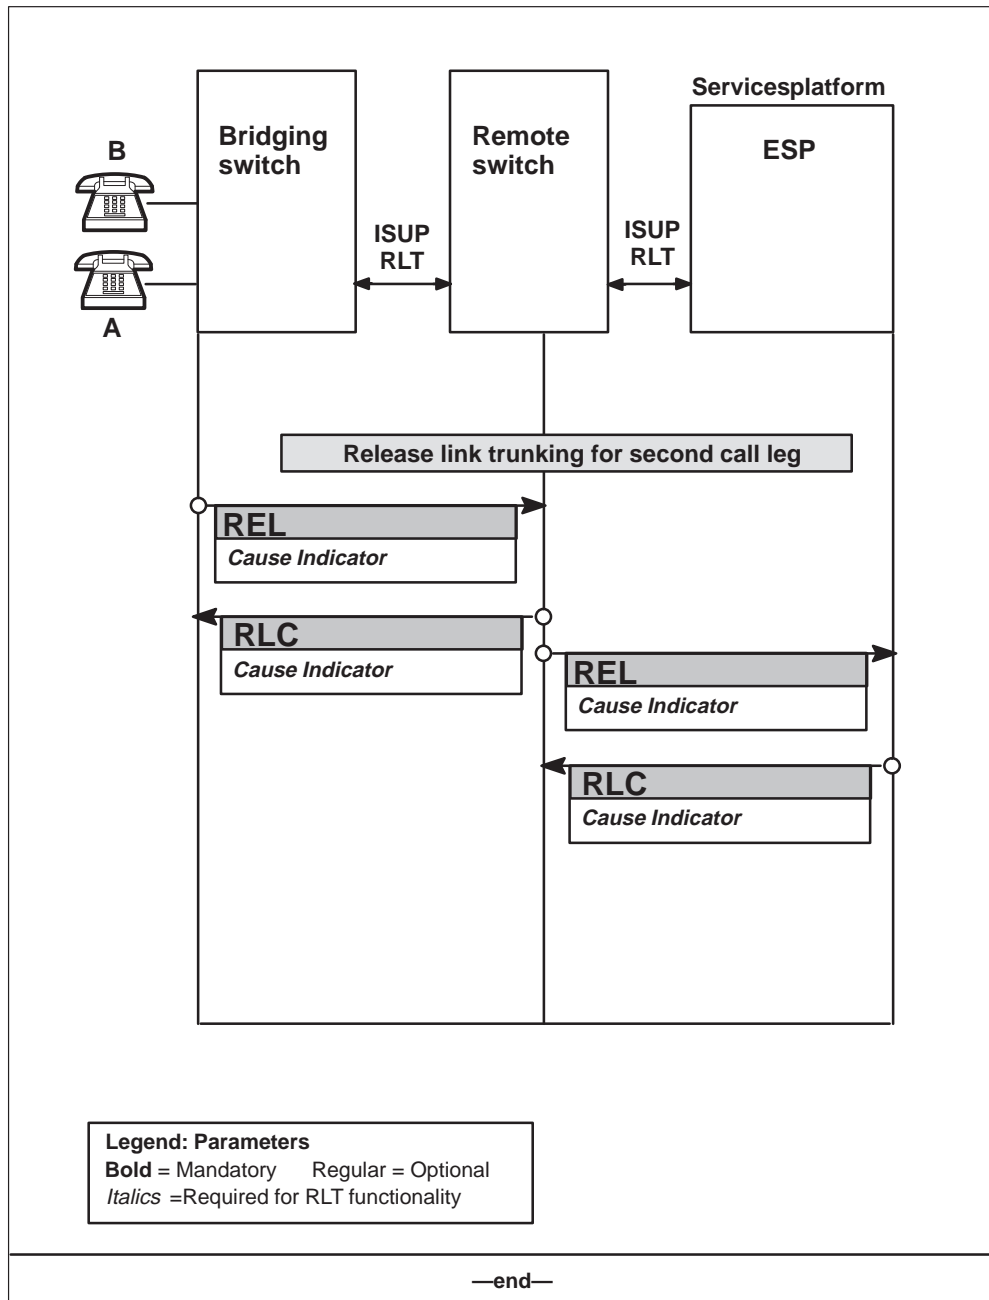 Servicesplatform
Bridging
switch
Remote
switch
ESP
B
ISUP
RLT
ISUP
RLT
A
Release link trunking for second call leg
REL
Cause Indicator
RLC
Cause Indicator
REL
Cause Indicator
RLC
Cause Indicator
Legend: Parameters
Bold = Mandatory Regular = Optional
Italics =Required for RLT functionality
—end—